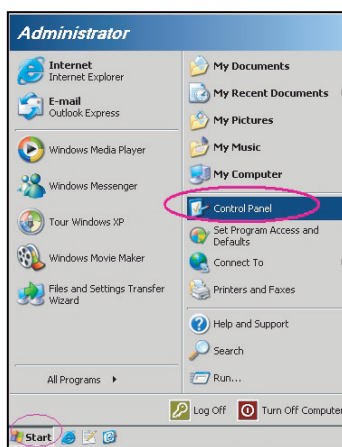 Administrator
Internet
Internet Explorer
E-mail
Outlook Express
Windows Media Player
Windows Messenger
Tour Windows XP
Windows Movie Maker
Files and Settings Transfer
Wizard
All Programs
My Documents
My Recent Documents
My Pictures
My Music
My Computer
Control Panel
Set Program Access and
Defaults
Connect To
Printers and Faxes
Help and Support
Search
Run...
Log Off
Turn Off Computer
Start